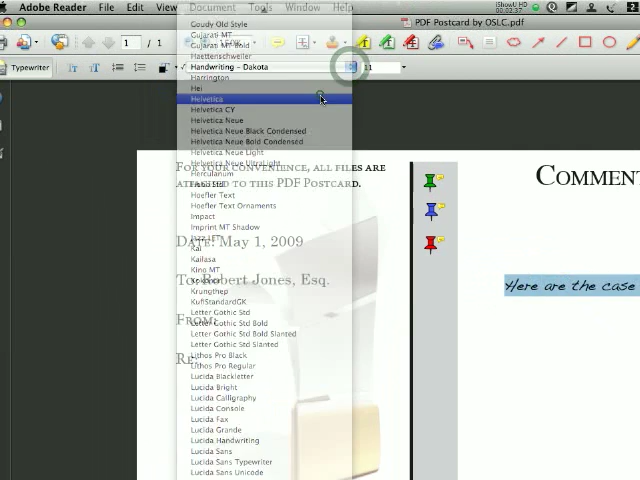 Adobe Reader File Edit View Document Tools Window Help
iShowU HD
00:02:37
PDF Postcard by OSLC.pdf
1 / 1
Typewriter
11
Goudy Old Style
Gujarati MT
Gujarati MT Bold
Haettenschweiler
Handwriting - Dakota
Harrington
Hei
Helvetica
Helvetica CY
Helvetica Neue
Helvetica Neue Black Condensed
Helvetica Neue Bold Condensed
Helvetica Neue Light
Helvetica Neue UltraLight
Herculanum
Hoefler Text
Hoefler Text Ornaments
Impact
Imprint MT Shadow
Kai
Kailasa
Kino MT
Krungthep
KufiStandardGK
Letter Gothic Std
Letter Gothic Std Bold
Letter Gothic Std Bold Slanted
Letter Gothic Std Slanted
Lithos Pro Black
Lithos Pro Regular
Lucida Blackletter
Lucida Bright
Lucida Calligraphy
Lucida Console
Lucida Fax
Lucida Grande
Lucida Handwriting
Lucida Sans
Lucida Sans Typewriter
Lucida Sans Unicode
For your convenience, all files are
attached to this PDF Postcard.
Date: May 1, 2009
To: Robert Jones, Esq.
From:
Re:
Comment
Here are the case